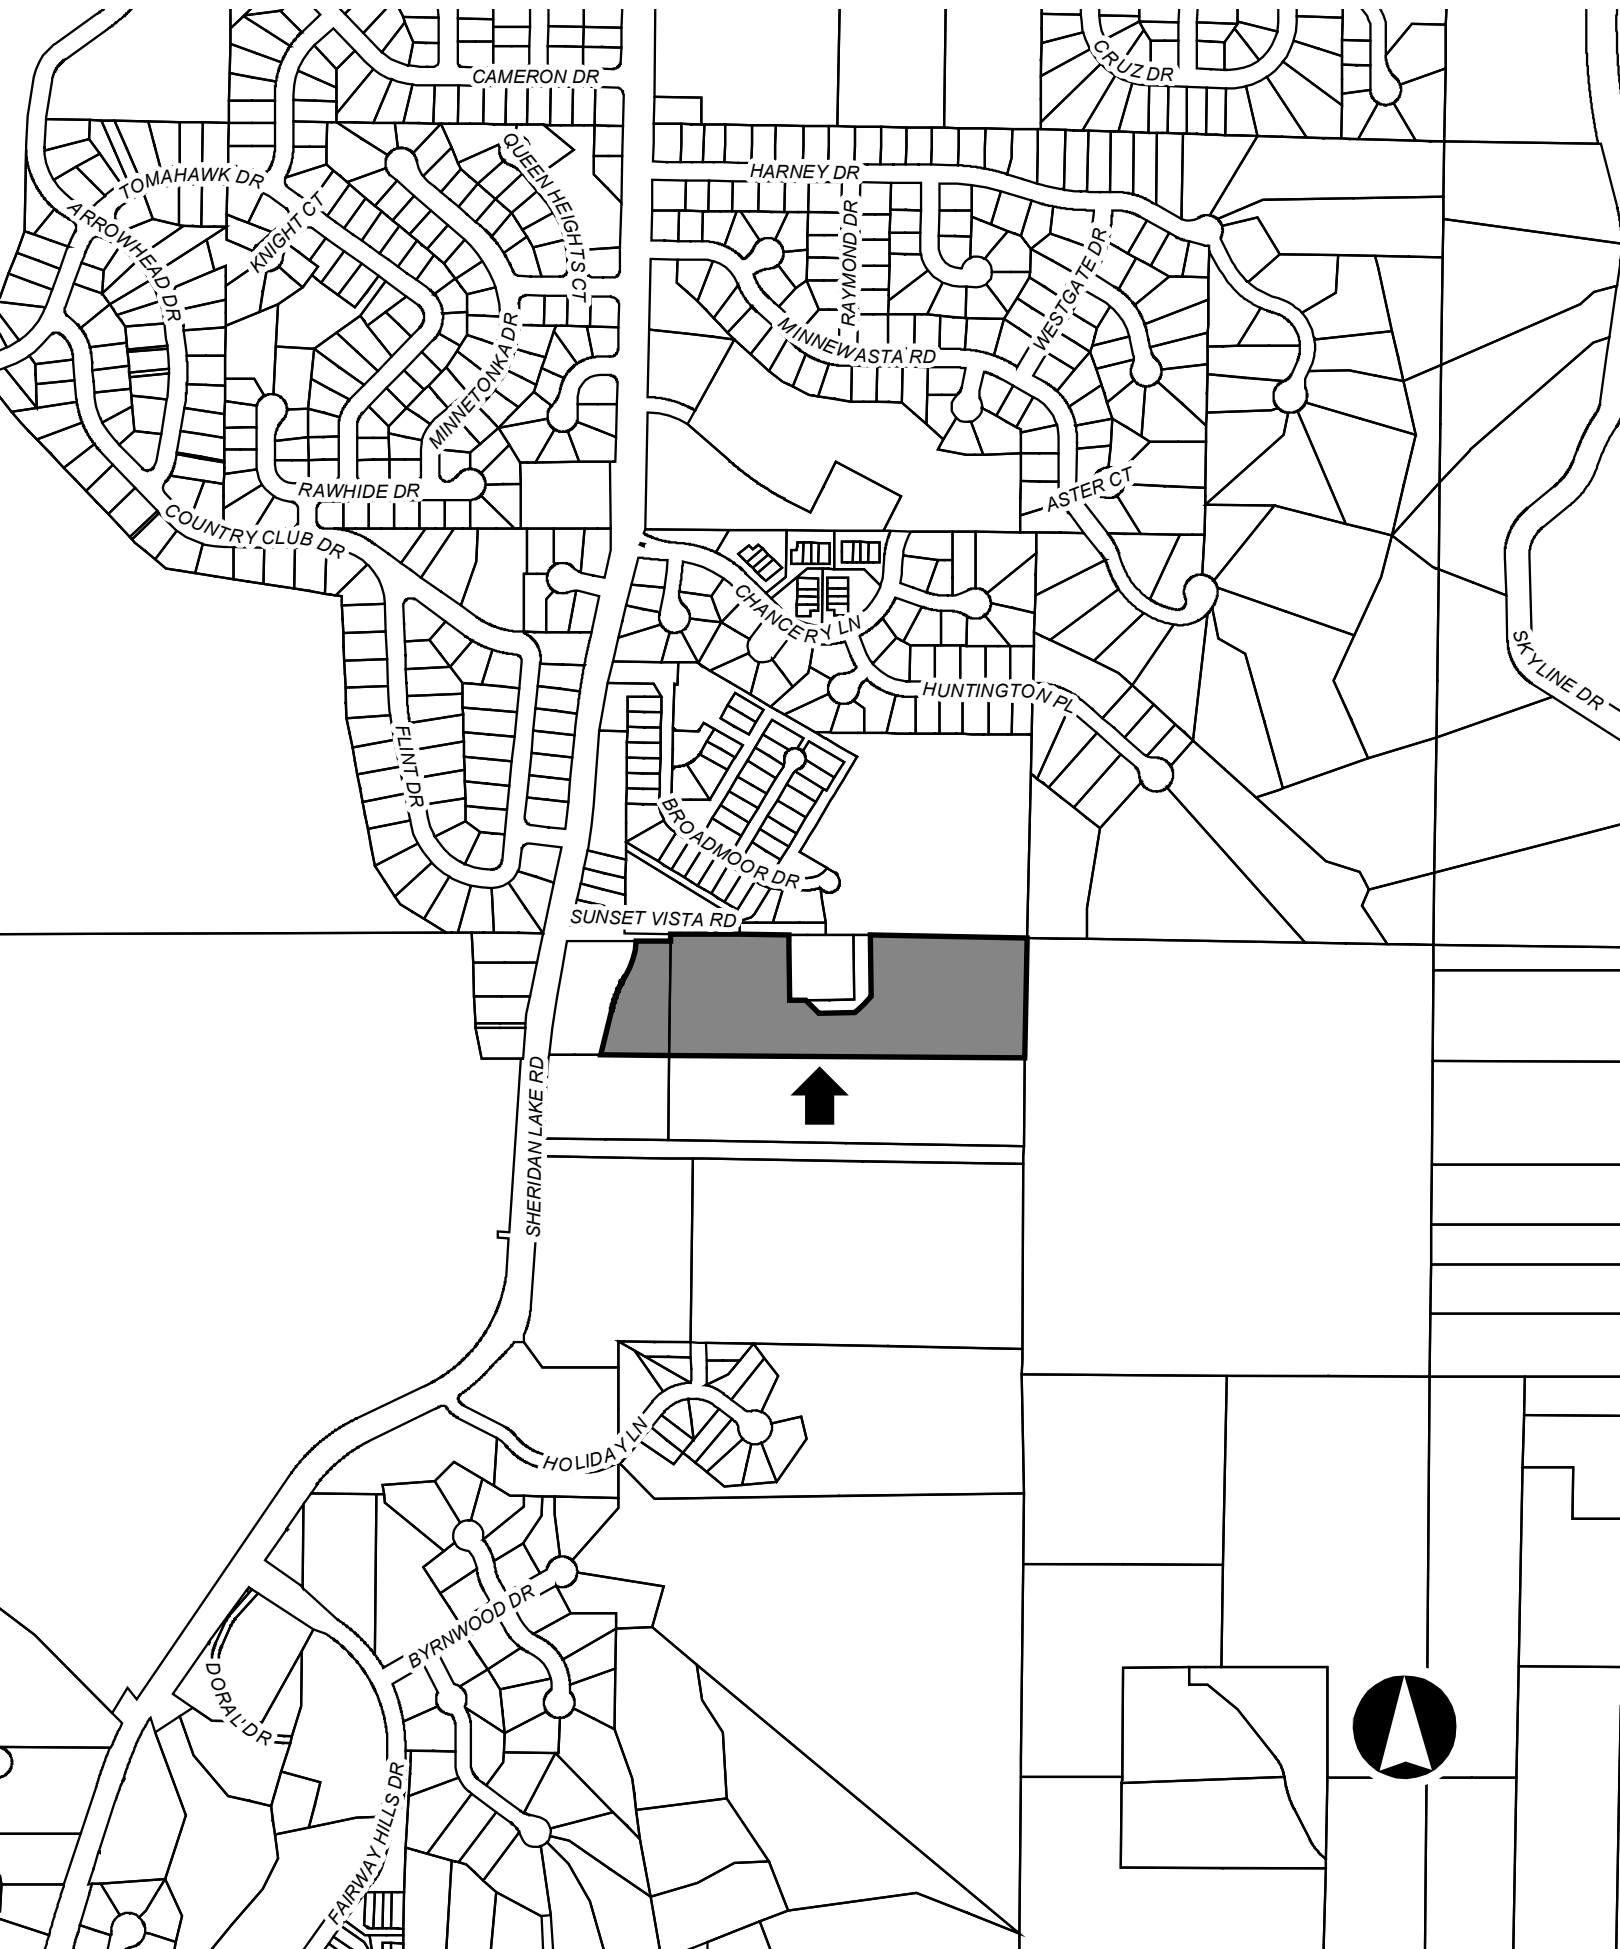 CAMERON DR
CRUZ DR
QUEEN HEIGHTS CT
HARNEY DR
TOMAHAWK DR
KNIGHT CT
ARROWHEAD DR
RAYMOND DR
WESTGATE DR
MINNEWASTA RD
MINNETONKA DR
RAWHIDE DR
ASTER CT
COUNTRY CLUB DR
CHANCERY LN
SKYLINE DR
HUNTINGTON PL
FLINT DR
BROADMOOR DR
SUNSET VISTA RD
SHERIDAN LAKE RD
HOLIDAY LN
BYRNWOOD DR
DORAL DR
FAIRWAY HILLS DR